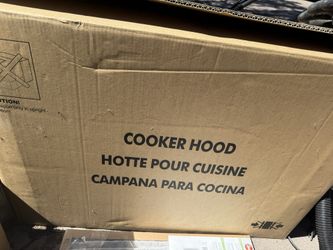 COOKER HOOD
HOTTE POUR CUISINE
CAMPANA PARA COCINA